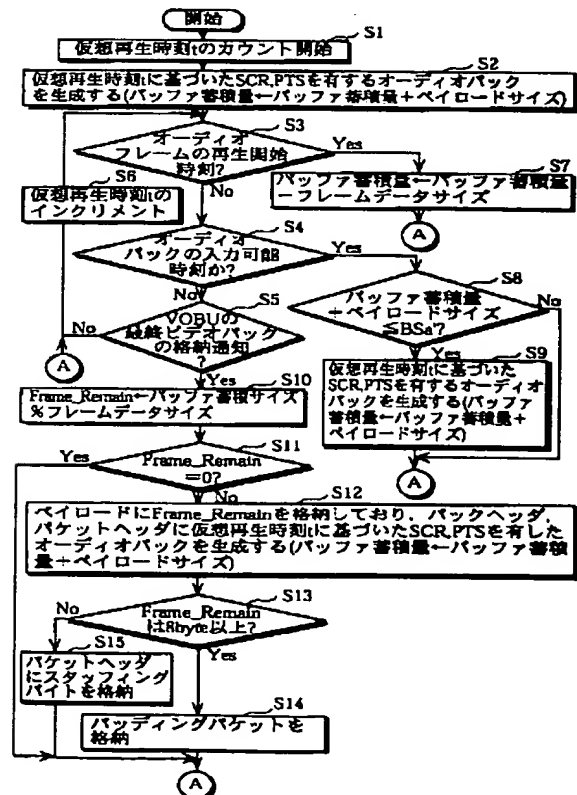 開始
S1
仮想再生時刻tのカウント開始
S2
仮想再生時刻tに基づいたSCR,PTSを有するオーディオパック
を生成する(バッファ蓄積量←バッファ蓄積量+ペイロードサイズ)
S3
オーディオ
フレームの再生開始
時刻?
Yes
No
S7
バッファ蓄積量←バッファ蓄積量
-フレームデータサイズ
A
S6
仮想再生時刻tの
インクリメント
S4
オーディオ
パックの入力可能
時刻か?
Yes
No
S8
バッファ蓄積量
+ペイロードサイズ
≦BSa?
No
Yes
S5
VOBUの
最終ビデオパック
の格納通知
?
No
A
Yes
S9
仮想再生時刻tに基づいた
SCR,PTSを有するオーディオ
パックを生成する(バッファ
蓄積量←バッファ蓄積量+
ペイロードサイズ)
A
S10
Frame_Remain←バッファ蓄積サイズ
%フレームデータサイズ
S11
Frame_Remain
=0?
Yes
No
S12
ペイロードにFrame_Remainを格納しており、パックヘッダ,
パケットヘッダに仮想再生時刻tに基づいたSCR,PTSを有した
オーディオパックを生成する(バッファ蓄積量←バッファ蓄積
量+ペイロードサイズ)
S13
Frame_Remain
は8byte以上?
No
Yes
S15
パケットヘッダ
にスタッフィング
バイトを格納
S14
パッディングパケットを
格納
A